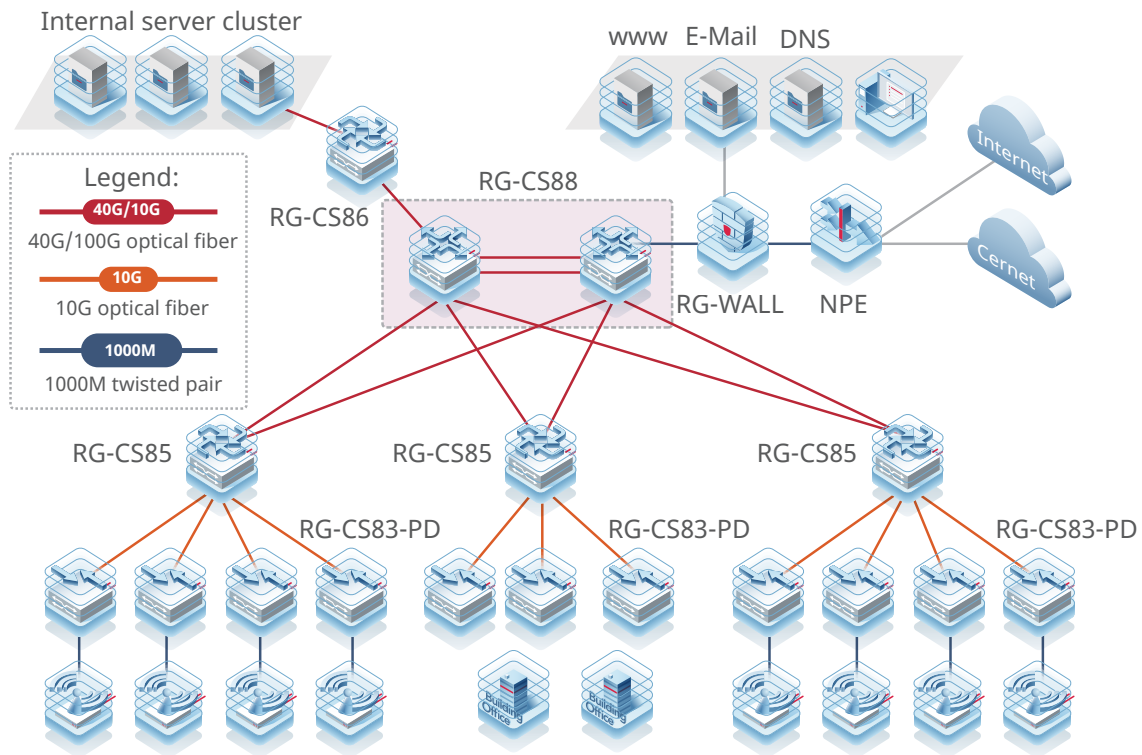 Internal server cluster
www
E-Mail
DNS
Internet
Cernet
Legend:
40G/10G
40G/100G optical fiber
10G
10G optical fiber
1000M
1000M twisted pair
RG-CS86
RG-CS88
RG-WALL
NPE
RG-CS85
RG-CS85
RG-CS85
RG-CS83-PD
RG-CS83-PD
RG-CS83-PD
Building
Office
Building
Office